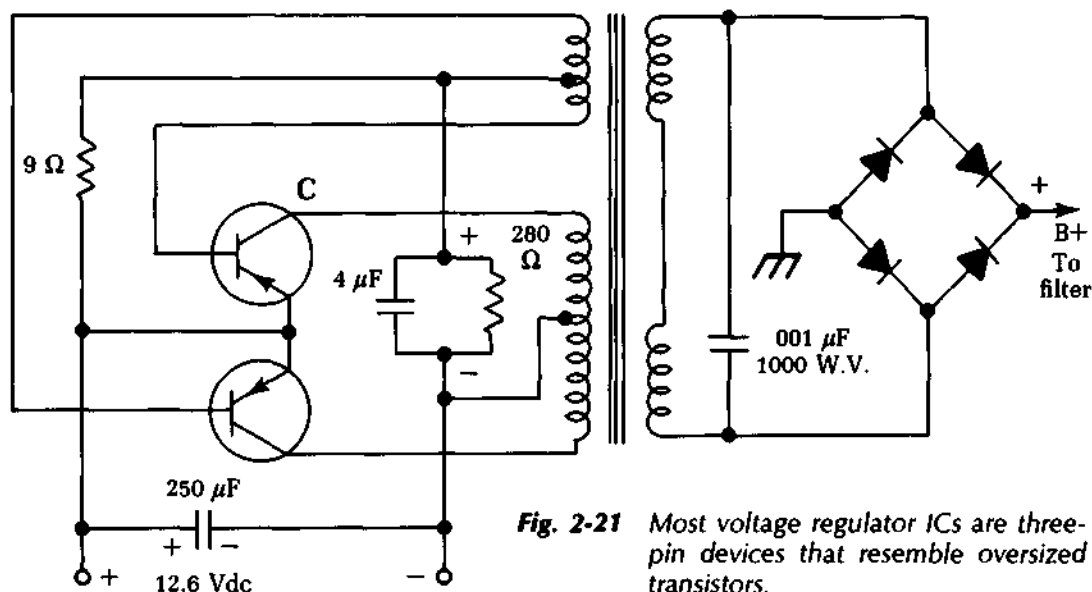 9 Ω
C
+
280
Ω
4 μF
−
+
B+
To
filter
001 μF
1000 W.V.
250 μF
+ −
+
12.6 Vdc
−
Fig. 2-21 Most voltage regulator ICs are three-
pin devices that resemble oversized
transistors.